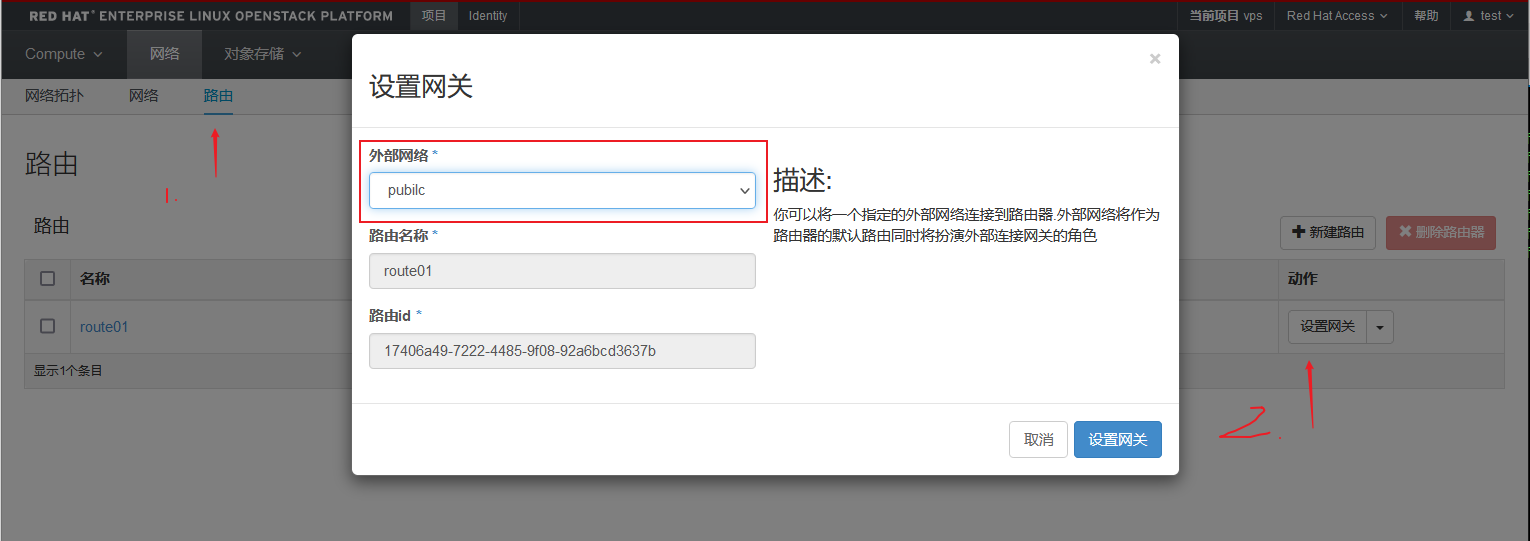 RED HAT® ENTERPRISE LINUX OPENSTACK PLATFORM 项目 Identity 当前项目 vps Red Hat Access 帮助 test
Compute 网络 对象存储
网络拓扑 网络 路由
1.
路由
路由
新建路由 删除路由器
名称 动作
route01 设置网关
显示1个条目
2.
×
设置网关
外部网络 *
pubilc
路由名称 *
route01
路由id *
17406a49-7222-4485-9f08-92a6bcd3637b
描述:
你可以将一个指定的外部网络连接到路由器.外部网络将作为
路由器的默认路由同时将扮演外部连接网关的角色
取消 设置网关